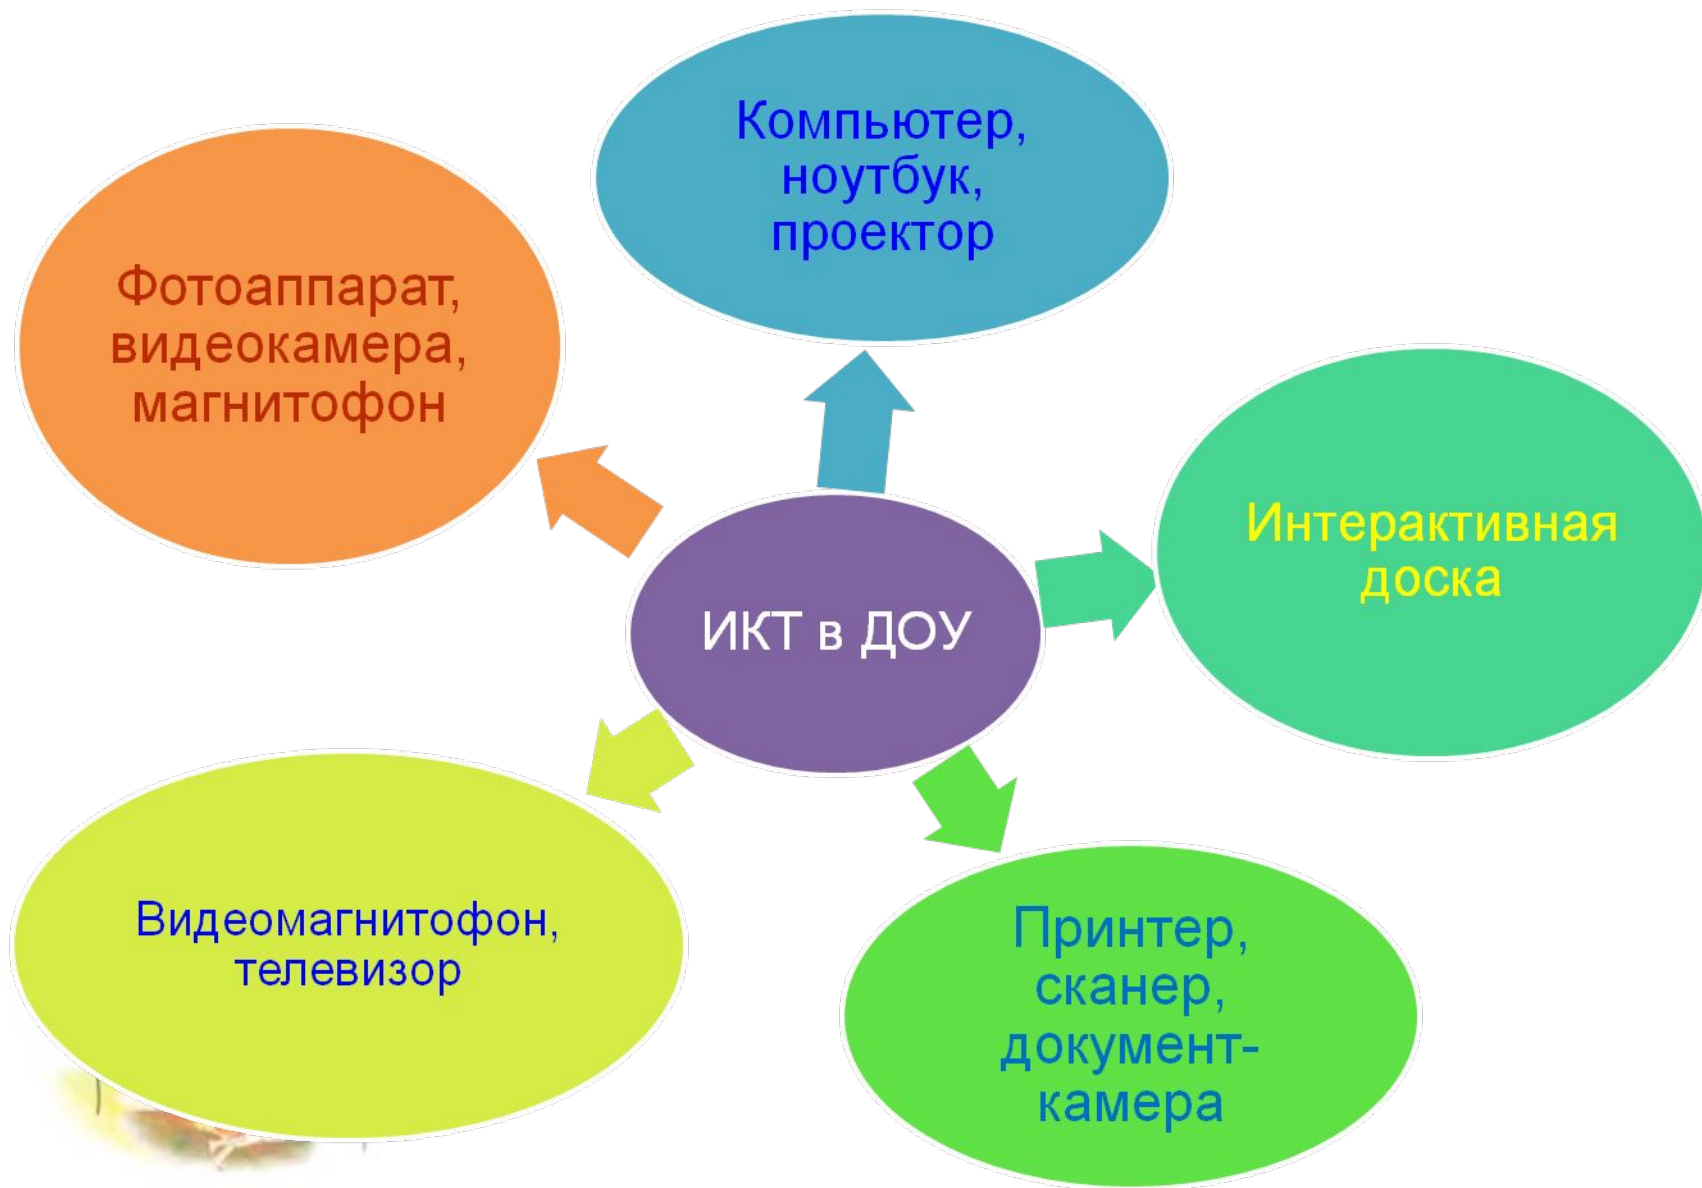 Компьютер,
ноутбук,
проектор
Фотоаппарат,
видеокамера,
магнитофон
Интерактивная
доска
ИКТ в ДОУ
Видеомагнитофон,
телевизор
Принтер,
сканер,
документ-
камера